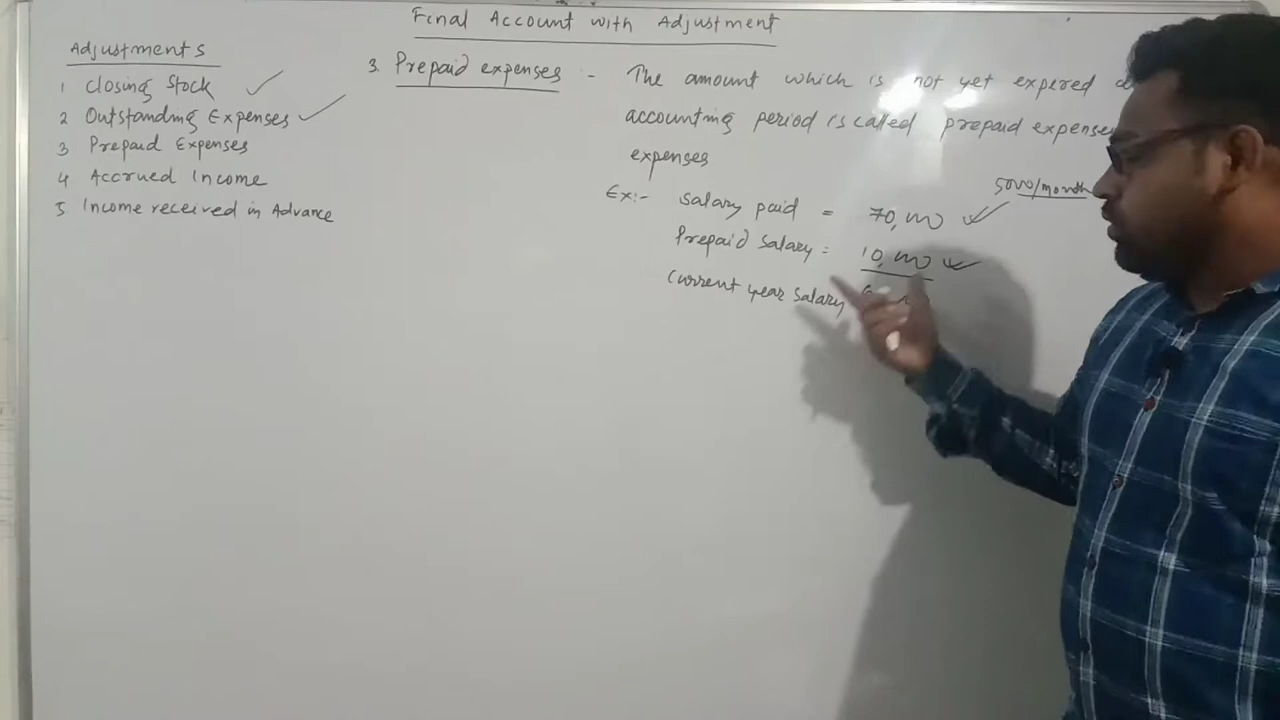 Final Account with Adjustment
Adjustments
1 Closing Stock
2 Outstanding Expenses
3 Prepaid Expenses
4 Accrued Income
5 Income received in Advance
3. Prepaid expenses - The amount which is not yet expered
accounting period is called prepaid expenses
expenses
5000/month
Ex:- Salary paid = 70,000
Prepaid Salary = 10,000
Current year Salary